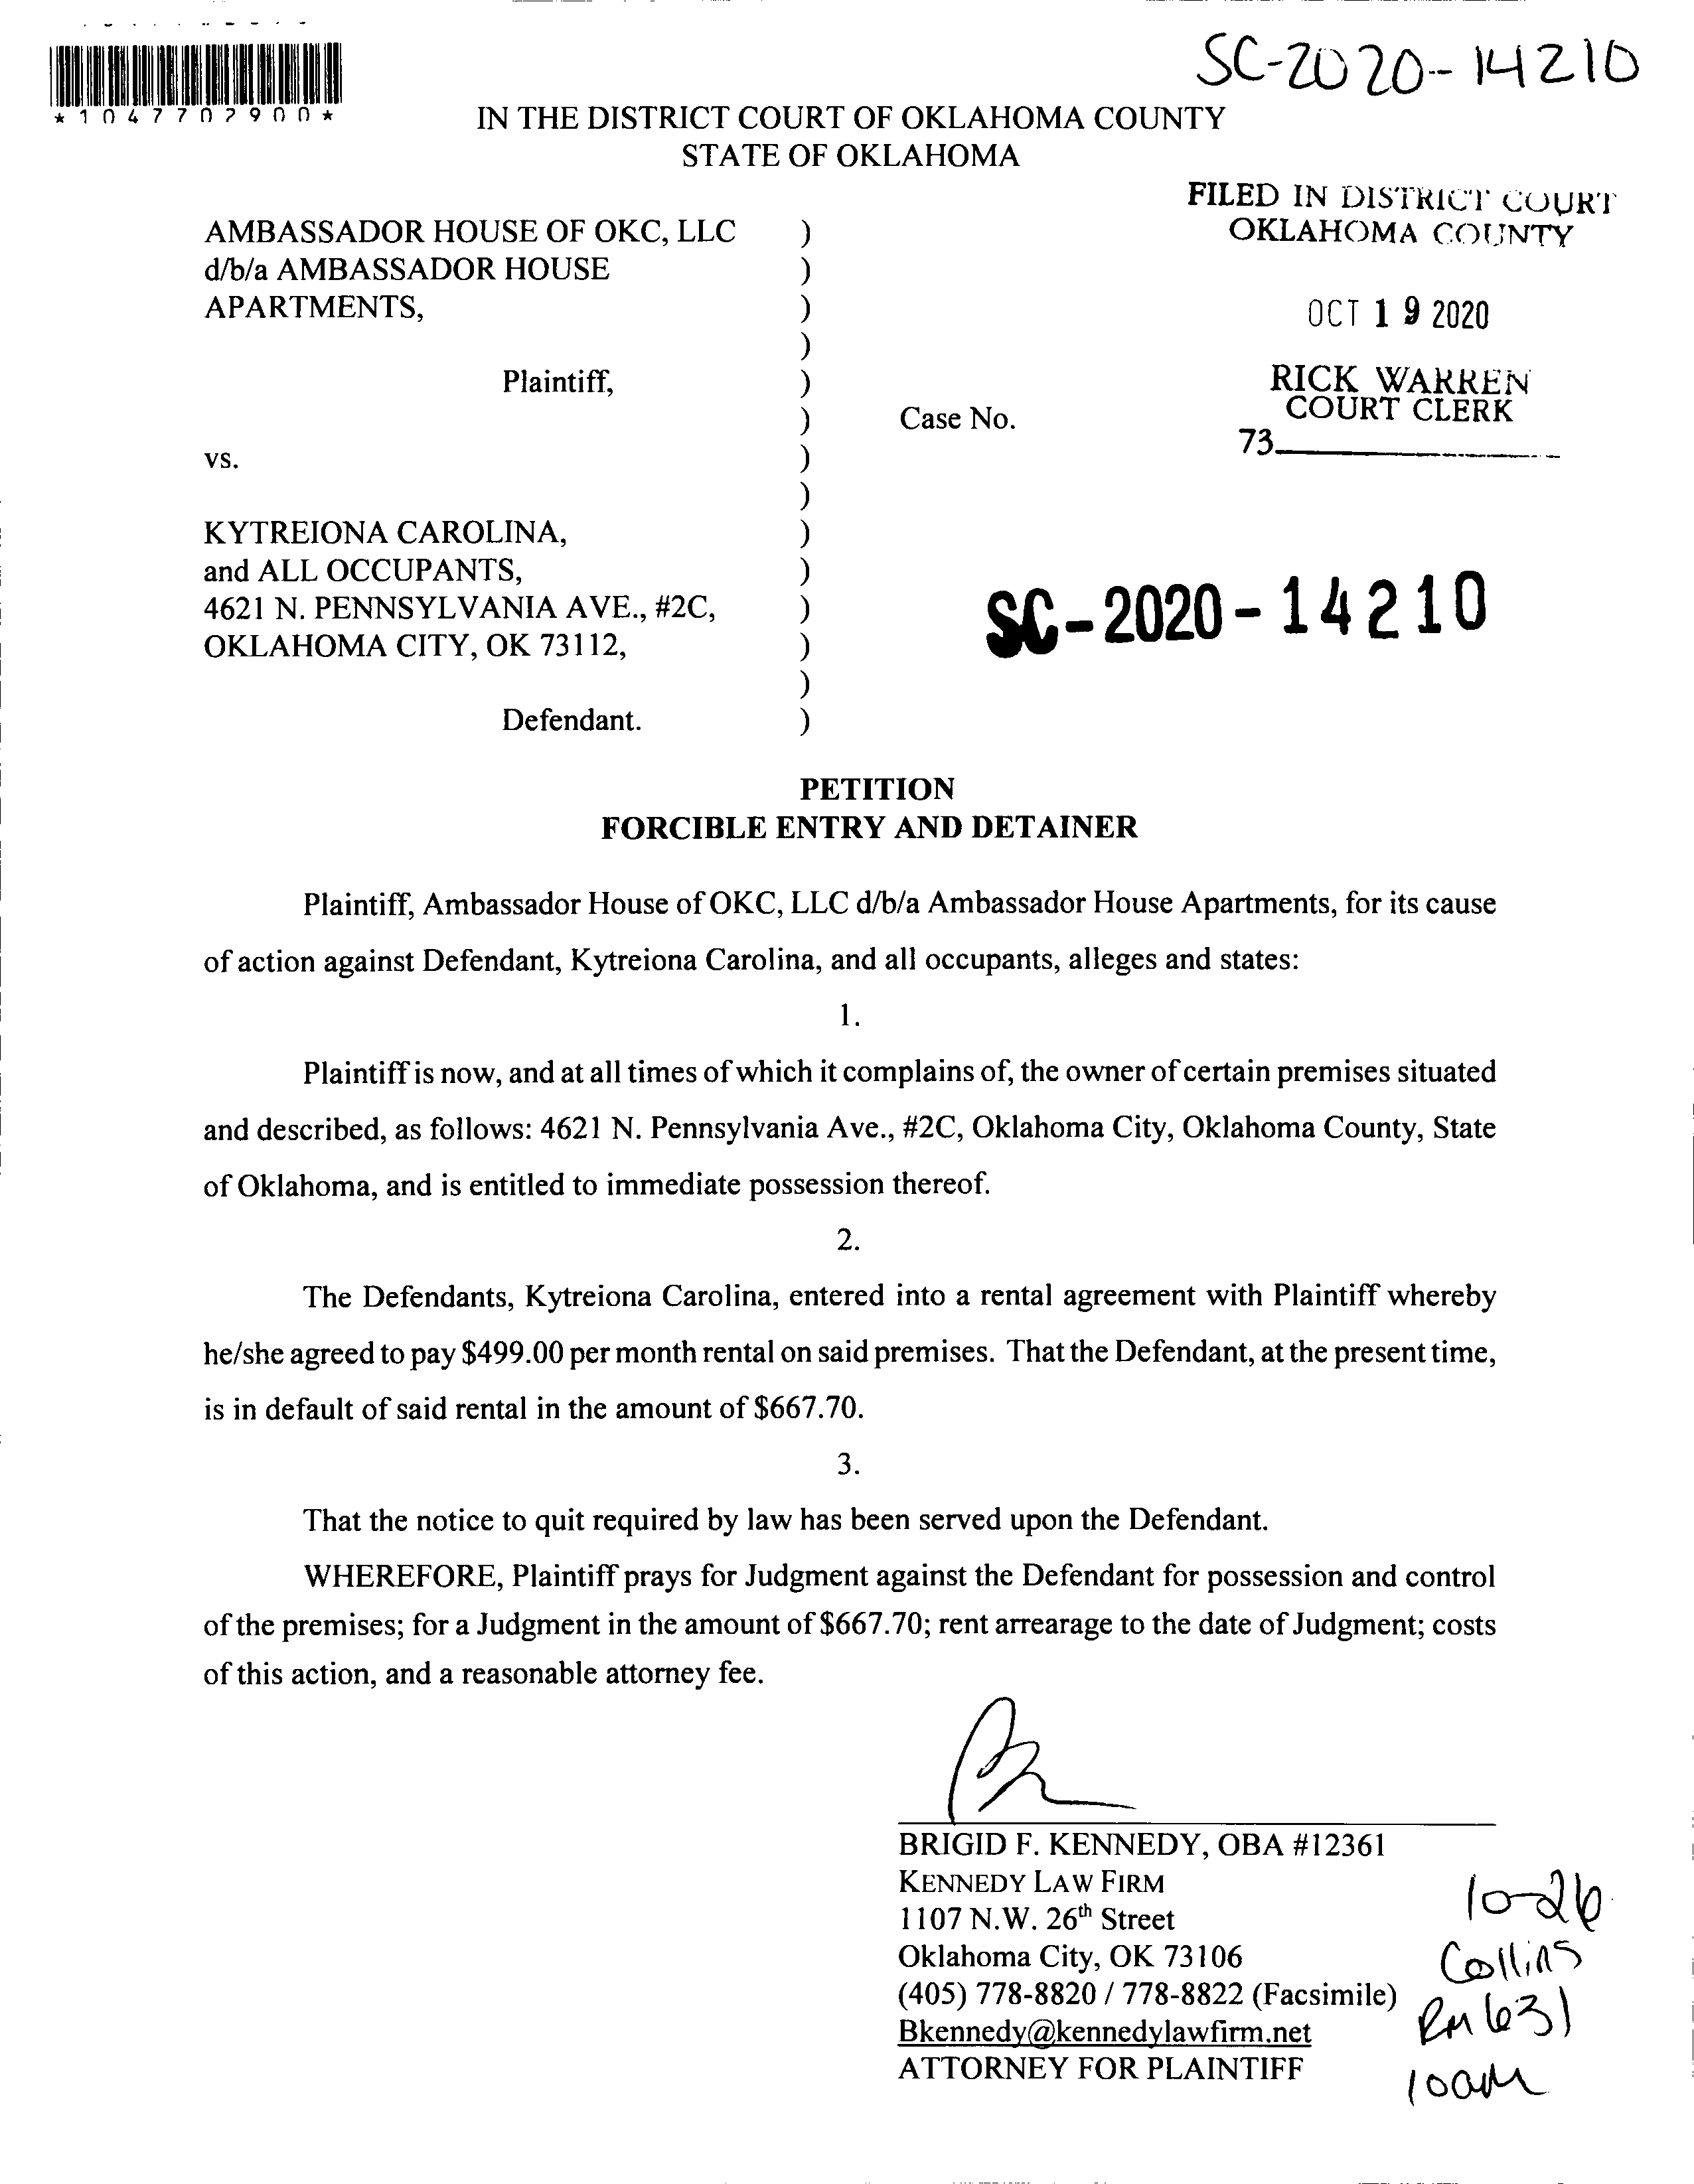 SC-2020-14210
*1047702900*
IN THE DISTRICT COURT OF OKLAHOMA COUNTY
STATE OF OKLAHOMA
FILED IN DISTRICT COURT
OKLAHOMA COUNTY
OCT 19 2020
RICK WARREN
COURT CLERK
73
AMBASSADOR HOUSE OF OKC, LLC )
d/b/a AMBASSADOR HOUSE )
APARTMENTS, )
)
Plaintiff, )
) Case No.
vs. )
)
KYTREIONA CAROLINA, )
and ALL OCCUPANTS, )
4621 N. PENNSYLVANIA AVE., #2C, )
OKLAHOMA CITY, OK 73112, )
)
Defendant. )
SC-2020-14210
PETITION
FORCIBLE ENTRY AND DETAINER
Plaintiff, Ambassador House of OKC, LLC d/b/a Ambassador House Apartments, for its cause
of action against Defendant, Kytreiona Carolina, and all occupants, alleges and states:
1.
Plaintiff is now, and at all times of which it complains of, the owner of certain premises situated
and described, as follows: 4621 N. Pennsylvania Ave., #2C, Oklahoma City, Oklahoma County, State
of Oklahoma, and is entitled to immediate possession thereof.
2.
The Defendants, Kytreiona Carolina, entered into a rental agreement with Plaintiff whereby
he/she agreed to pay $499.00 per month rental on said premises. That the Defendant, at the present time,
is in default of said rental in the amount of $667.70.
3.
That the notice to quit required by law has been served upon the Defendant.
WHEREFORE, Plaintiff prays for Judgment against the Defendant for possession and control
of the premises; for a Judgment in the amount of $667.70; rent arrearage to the date of Judgment; costs
of this action, and a reasonable attorney fee.
BRIGID F. KENNEDY, OBA #12361
KENNEDY LAW FIRM
1107 N.W. 26th Street
Oklahoma City, OK 73106
(405) 778-8820 / 778-8822 (Facsimile)
Bkennedy@kennedylawfirm.net
ATTORNEY FOR PLAINTIFF
10-26
Collins
Rm 631
10am